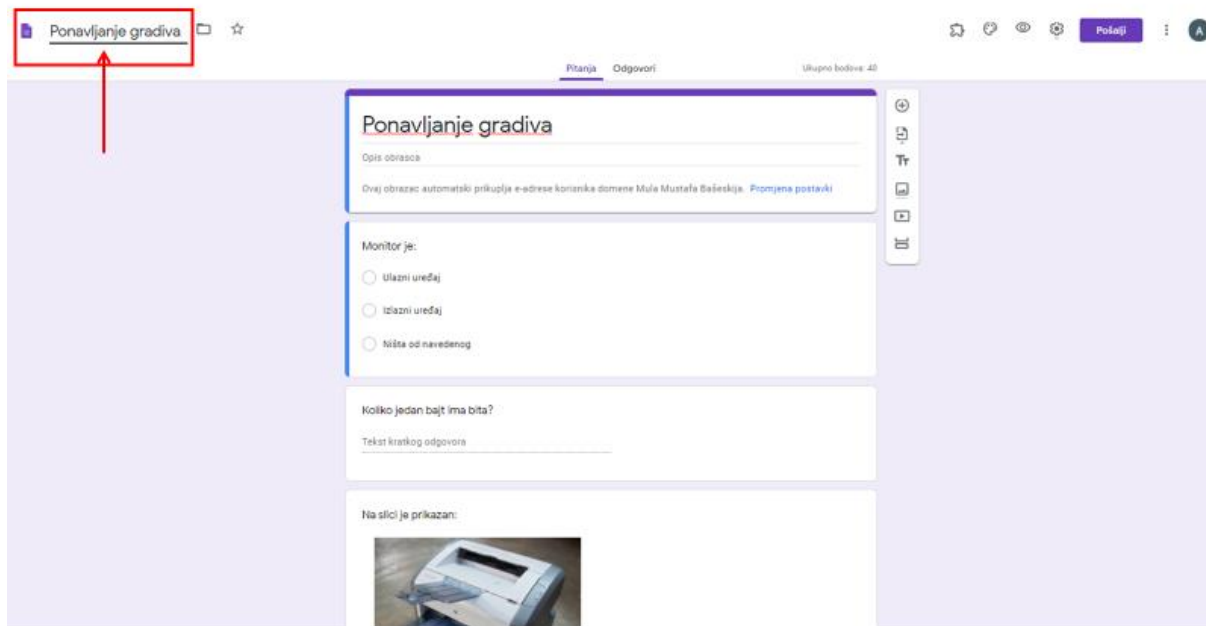 Ponavljanje gradiva
Pošalji
A
Pitanja Odgovori Ukupno bodova: 40
Ponavljanje gradiva
Opis obrasca
Ovaj obrazac automatski prikuplja e-adrese korisnika domene Mula Mustafa Bašeskija. Promjena postavki
Tт
Monitor je:
Ulazni uređaj
Izlazni uređaj
Ništa od navedenog
Koliko jedan bajt ima bita?
Tekst kratkog odgovora
Na slici je prikazan: